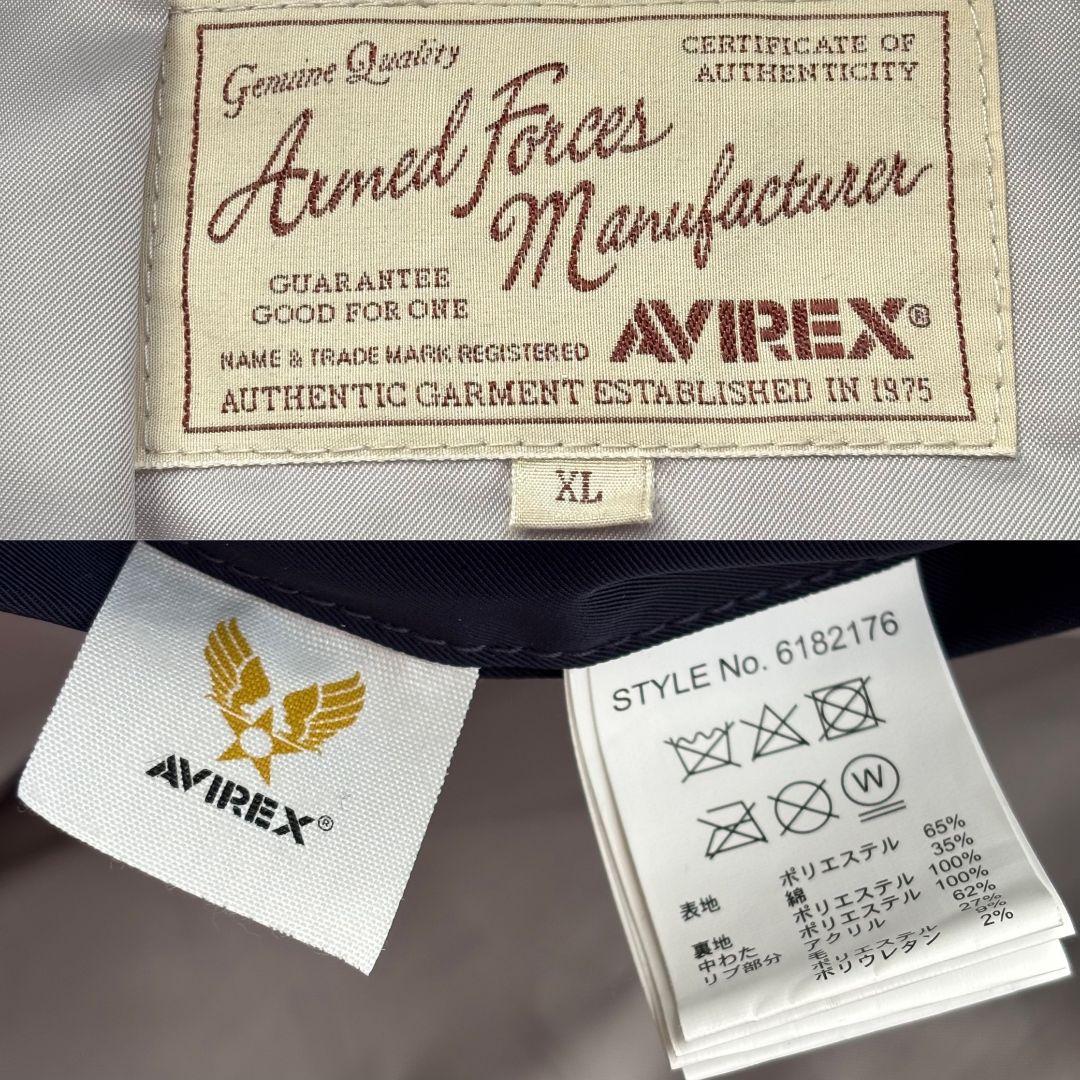 Genuine Quality
CERTIFICATE OF
AUTHENTICITY
Armed Forces
Manufacturer
GUARANTEE
GOOD FOR ONE
NAME & TRADE MARK REGISTERED
AVIREX®
AUTHENTIC GARMENT ESTABLISHED IN 1975
XL
AVIREX®
STYLE No. 6182176
W
表地 ポリエステル 65%
綿 35%
裏地 ポリエステル 100%
中わた ポリエステル 100%
リブ部分 アクリル 62%
毛 27%
ポリエステル 9%
ポリウレタン 2%